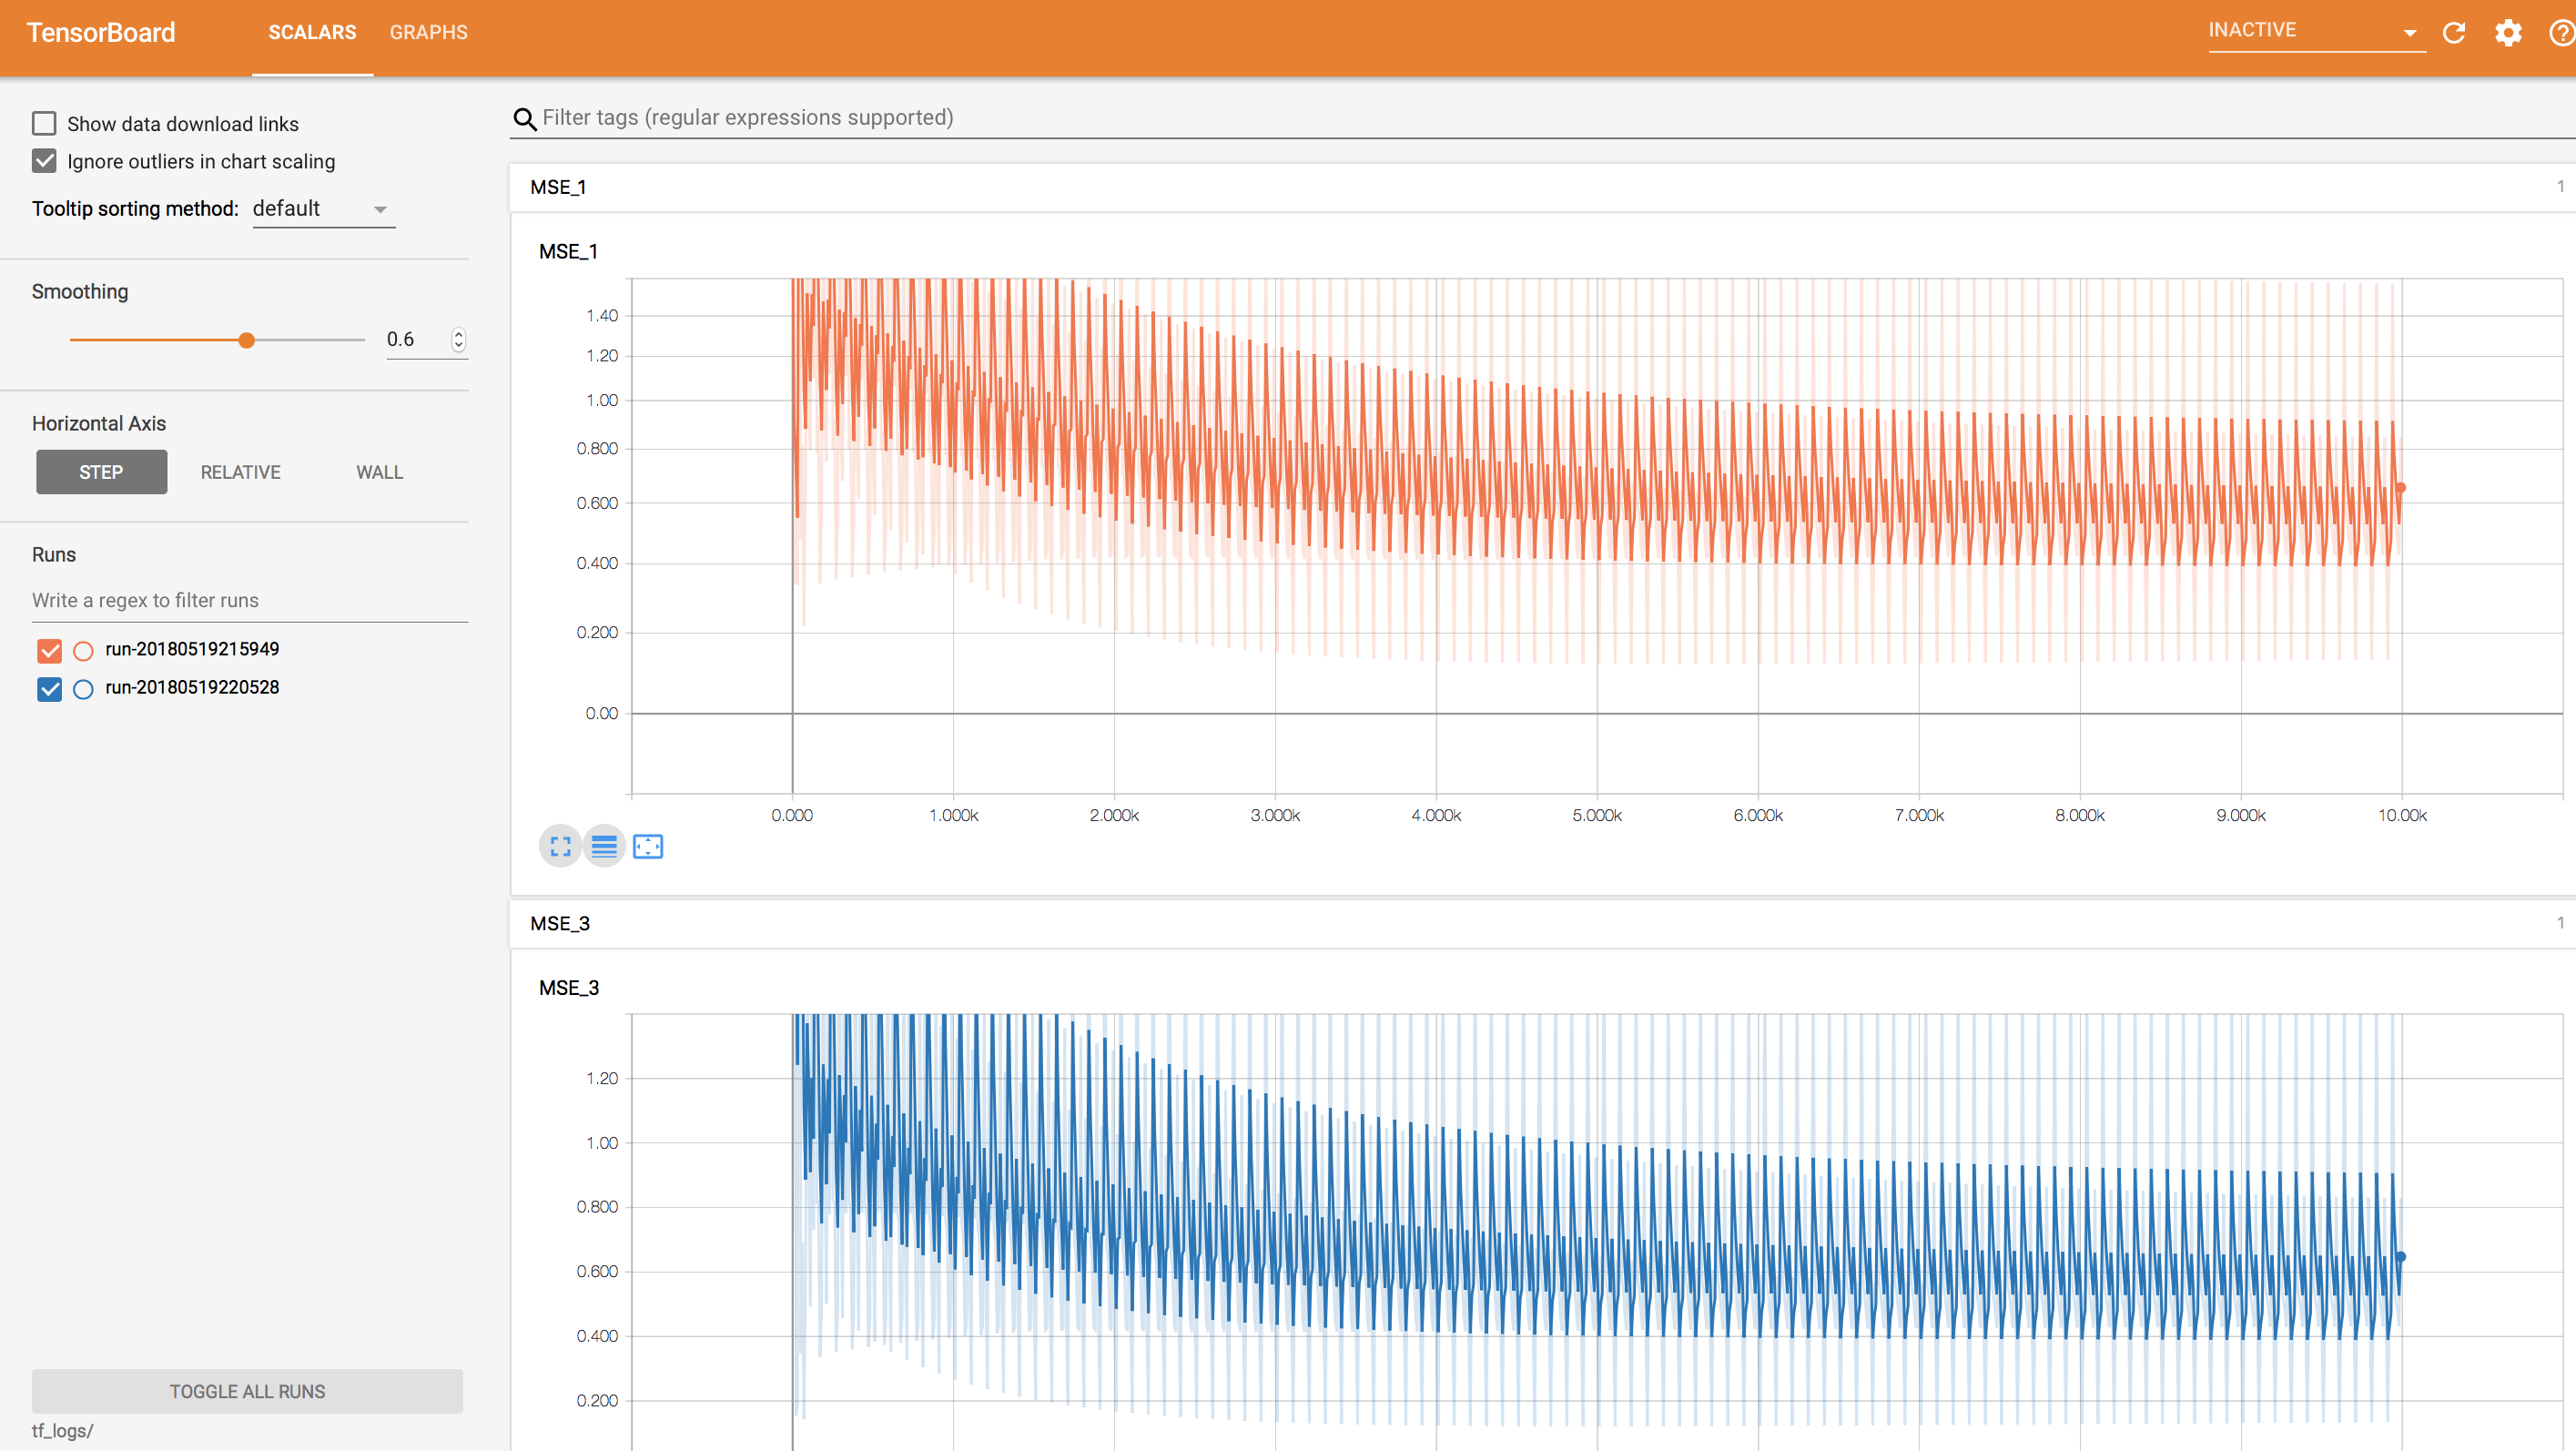 TensorBoard SCALARS GRAPHS INACTIVE
Show data download links
Ignore outliers in chart scaling
Tooltip sorting method: default
Smoothing
0.6
Horizontal Axis
STEP RELATIVE WALL
Runs
Write a regex to filter runs
run-20180519215949
run-20180519220528
TOGGLE ALL RUNS
tf_logs/
Filter tags (regular expressions supported)
MSE_1 1
MSE_1
1.40
1.20
1.00
0.800
0.600
0.400
0.200
0.00
0.000 1.000k 2.000k 3.000k 4.000k 5.000k 6.000k 7.000k 8.000k 9.000k 10.00k
MSE_3 1
MSE_3
1.20
1.00
0.800
0.600
0.400
0.200